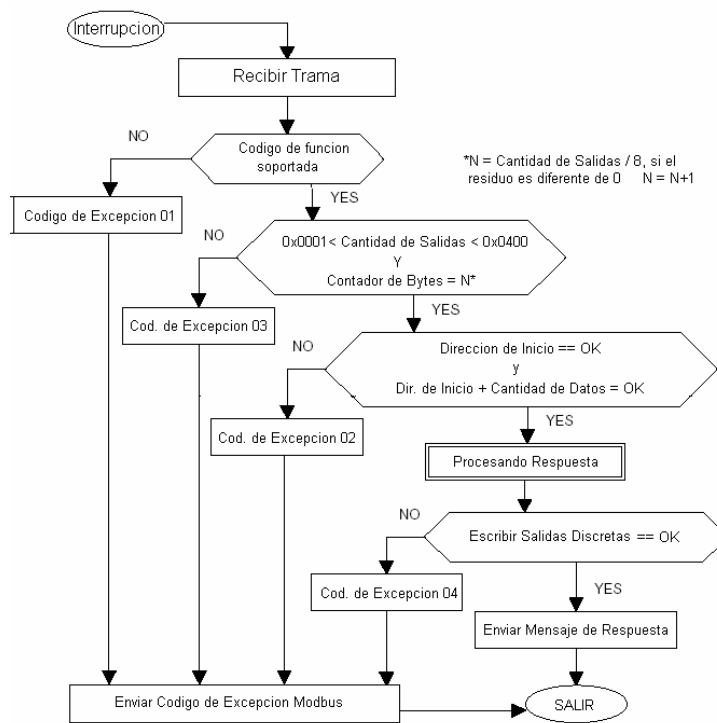 Interrupcion
Recibir Trama
NO
Codigo de funcion
soportada
*N = Cantidad de Salidas / 8, si el
residuo es diferente de 0 N = N+1
YES
Codigo de Excepcion 01
NO
0x0001< Cantidad de Salidas < 0x0400
Y
Contador de Bytes = N*
YES
Cod. de Excepcion 03
NO
Direccion de Inicio == OK
y
Dir. de Inicio + Cantidad de Datos = OK
YES
Cod. de Excepcion 02
Procesando Respuesta
NO
Escribir Salidas Discretas == OK
YES
Cod. de Excepcion 04
Enviar Mensaje de Respuesta
Enviar Codigo de Excepcion Modbus
SALIR